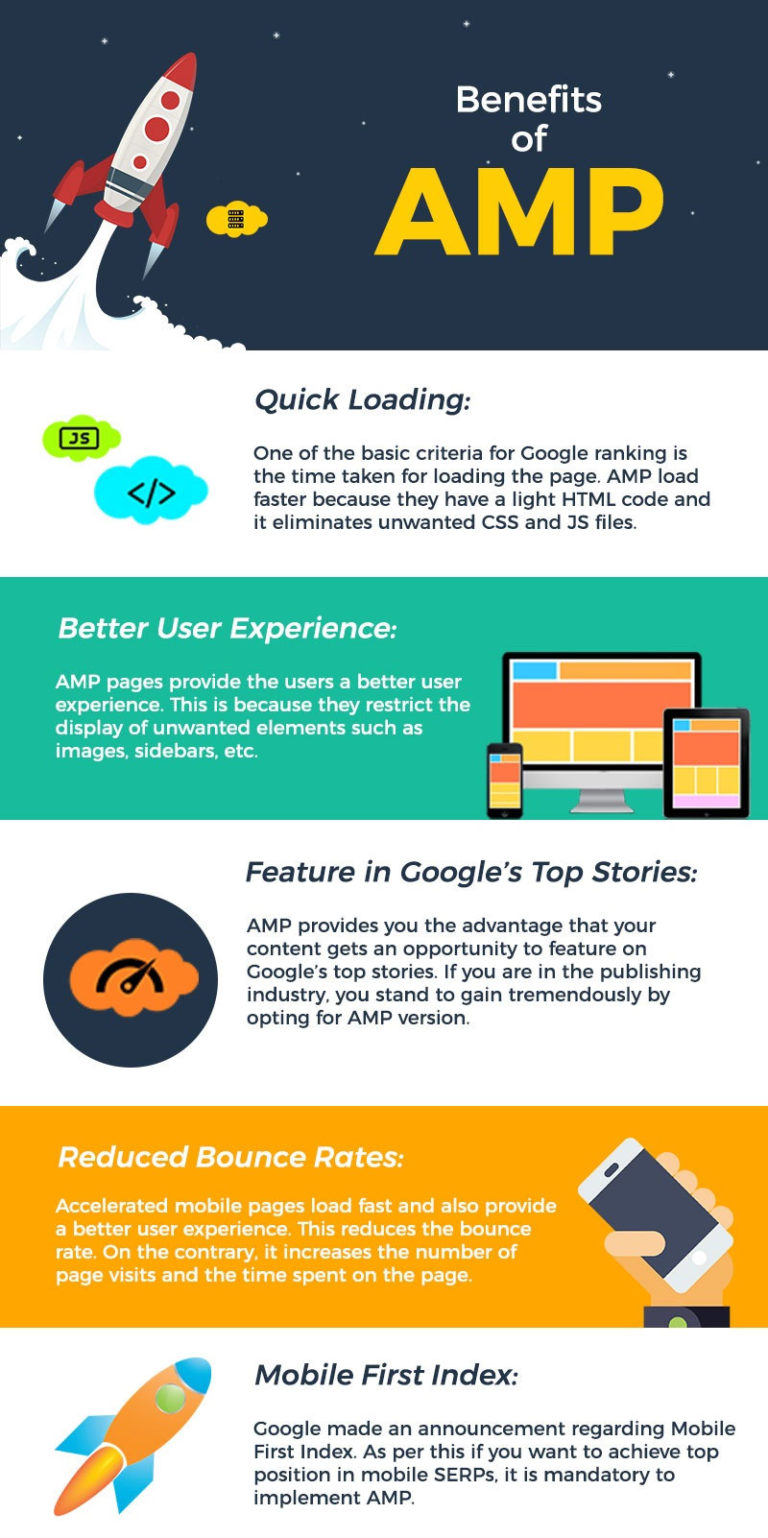 Benefits
of
AMP
Quick Loading:
JS
</>
One of the basic criteria for Google ranking is
the time taken for loading the page. AMP load
faster because they have a light HTML code and
it eliminates unwanted CSS and JS files.
Better User Experience:
AMP pages provide the users a better user
experience. This is because they restrict the
display of unwanted elements such as
images, sidebars, etc.
Feature in Google's Top Stories:
AMP provides you the advantage that your
content gets an opportunity to feature on
Google's top stories. If you are in the publishing
industry, you stand to gain tremendously by
opting for AMP version.
Reduced Bounce Rates:
Accelerated mobile pages load fast and also provide
a better user experience. This reduces the bounce
rate. On the contrary, it increases the number of
page visits and the time spent on the page.
Mobile First Index:
Google made an announcement regarding Mobile
First Index. As per this if you want to achieve top
position in mobile SERPs, it is mandatory to
implement AMP.